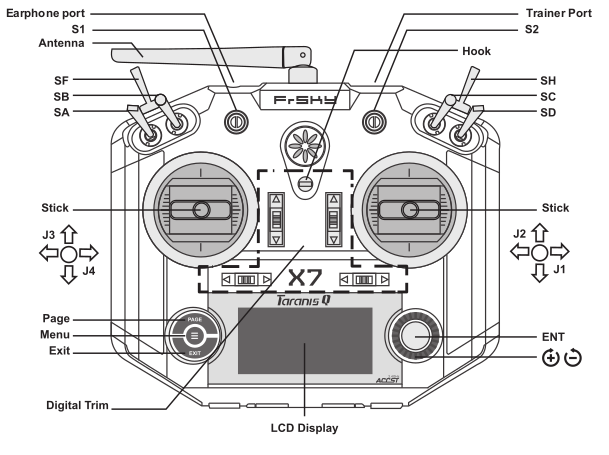 Earphone port
Trainer Port
S1
S2
Antenna
Hook
SF
SH
SB
SC
SA
SD
FrSKY
Stick
Stick
J3
J4
J2
J1
X7
Taranis Q
Page
PAGE
Menu
ENT
Exit
EXIT
ACCST
Digital Trim
LCD Display